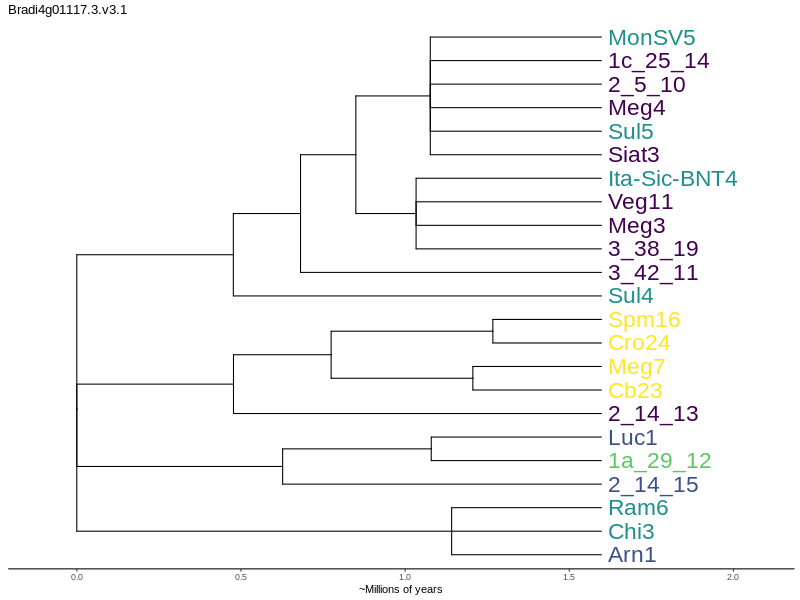 Bradi4g01117.3.v3.1
MonSV5
1c_25_14
2_5_10
Meg4
Sul5
Siat3
Ita-Sic-BNT4
Veg11
Meg3
3_38_19
3_42_11
Sul4
Spm16
Cro24
Meg7
Cb23
2_14_13
Luc1
1a_29_12
2_14_15
Ram6
Chi3
Arn1
0.0 0.5 1.0 1.5 2.0
~Millions of years